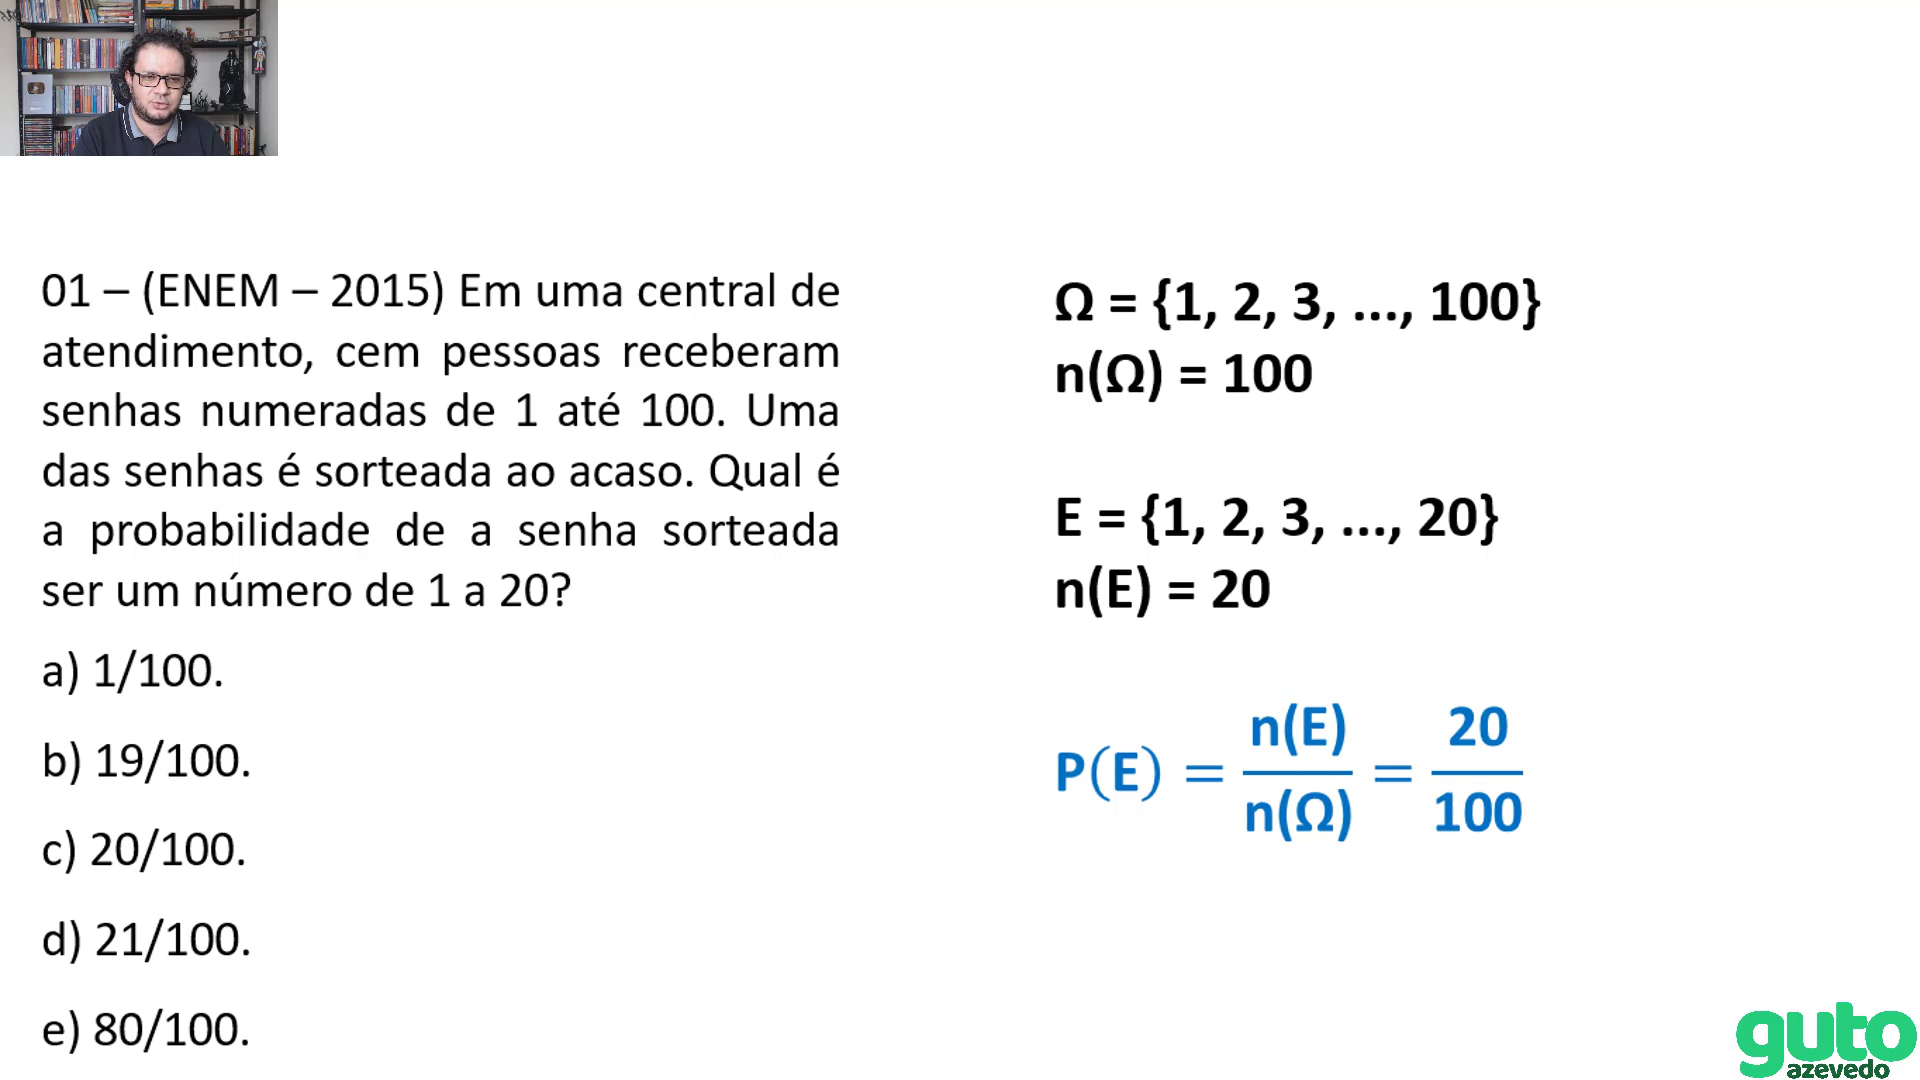 01 – (ENEM – 2015) Em uma central de
atendimento, cem pessoas receberam
senhas numeradas de 1 até 100. Uma
das senhas é sorteada ao acaso. Qual é
a probabilidade de a senha sorteada
ser um número de 1 a 20?
a) 1/100.
b) 19/100.
c) 20/100.
d) 21/100.
e) 80/100.
Ω = {1, 2, 3, ..., 100}
n(Ω) = 100
E = {1, 2, 3, ..., 20}
n(E) = 20
P(E) = n(E)/n(Ω) = 20/100
guto
azevedo